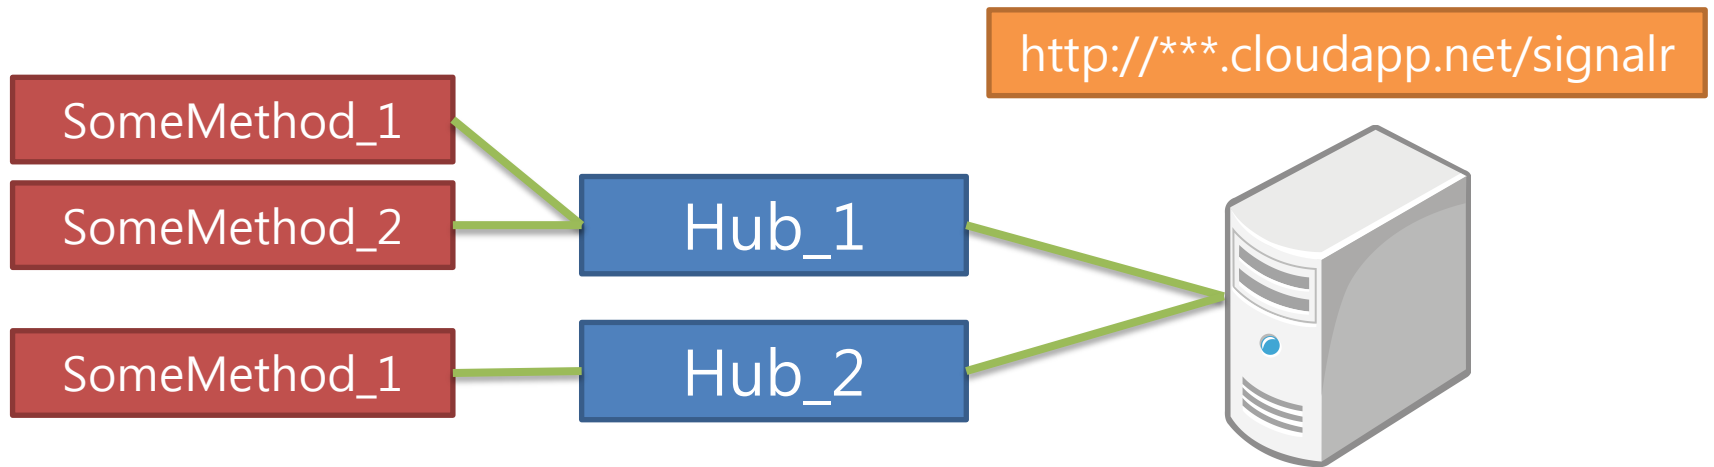 http://***.cloudapp.net/signalr
SomeMethod_1
SomeMethod_2
Hub_1
SomeMethod_1
Hub_2